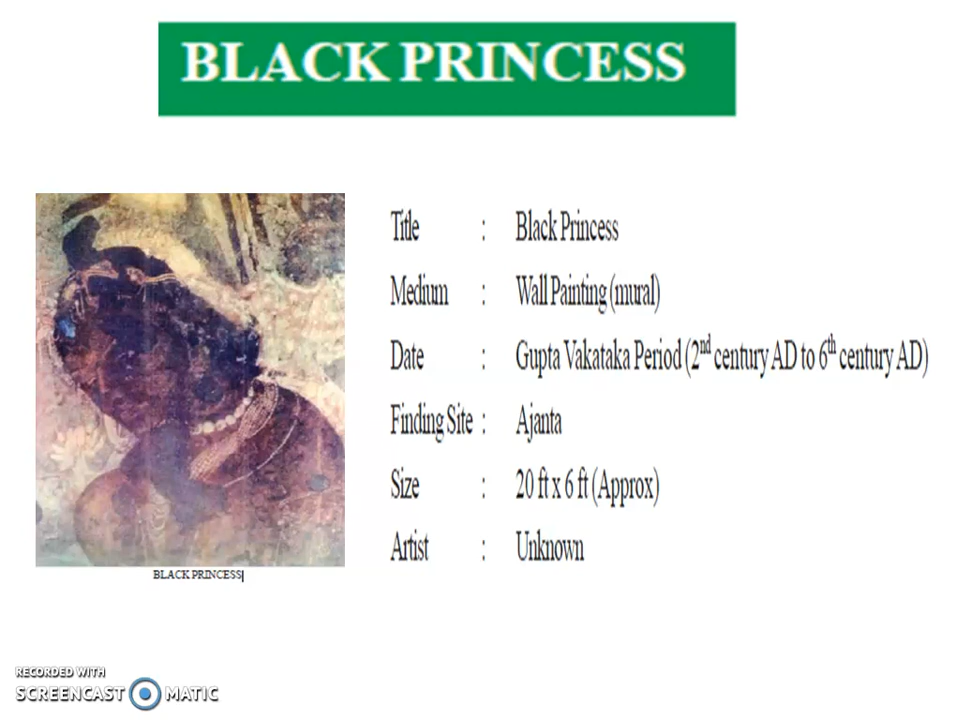 BLACK PRINCESS
Title : Black Princess
Medium : Wall Painting (mural)
Date : Gupta Vakataka Period (2nd century AD to 6th century AD)
Finding Site : Ajanta
Size : 20 ft x 6 ft (Approx)
Artist : Unknown
BLACK PRINCESS
RECORDED WITH
SCREENCAST MATIC